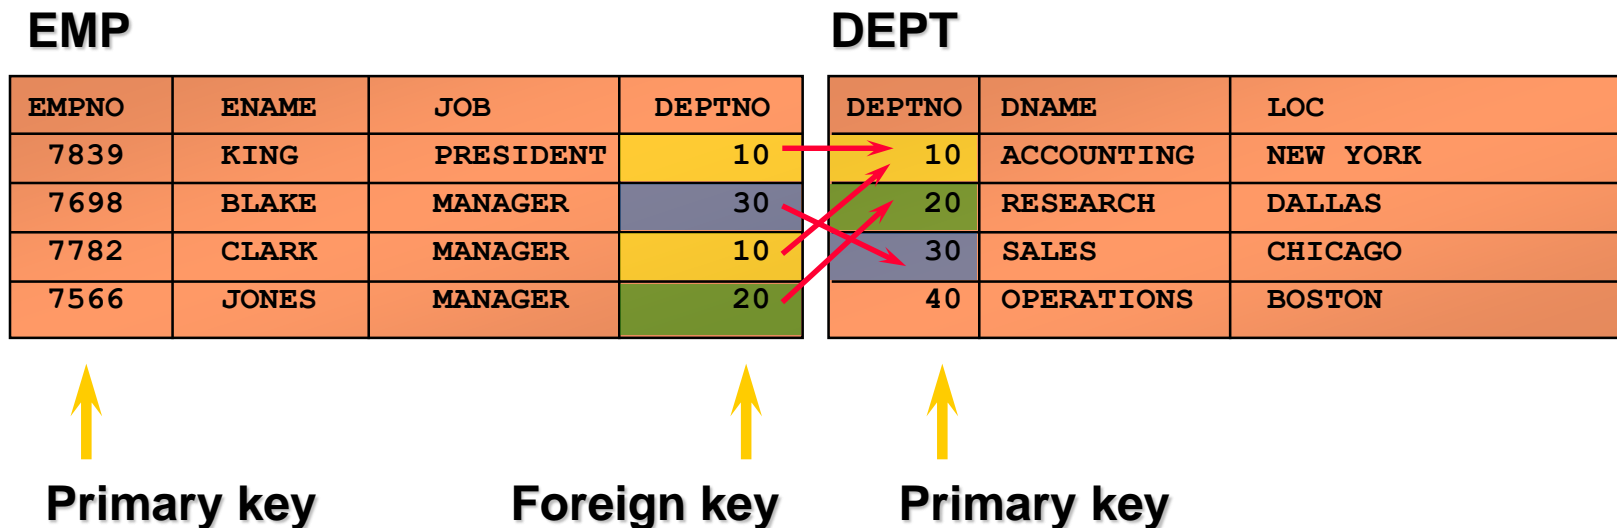 EMP DEPT
EMPNO ENAME JOB DEPTNO DEPTNO DNAME LOC
7839 KING PRESIDENT 10 10 ACCOUNTING NEW YORK
7698 BLAKE MANAGER 30 20 RESEARCH DALLAS
7782 CLARK MANAGER 10 30 SALES CHICAGO
7566 JONES MANAGER 20 40 OPERATIONS BOSTON
Primary key Foreign key Primary key